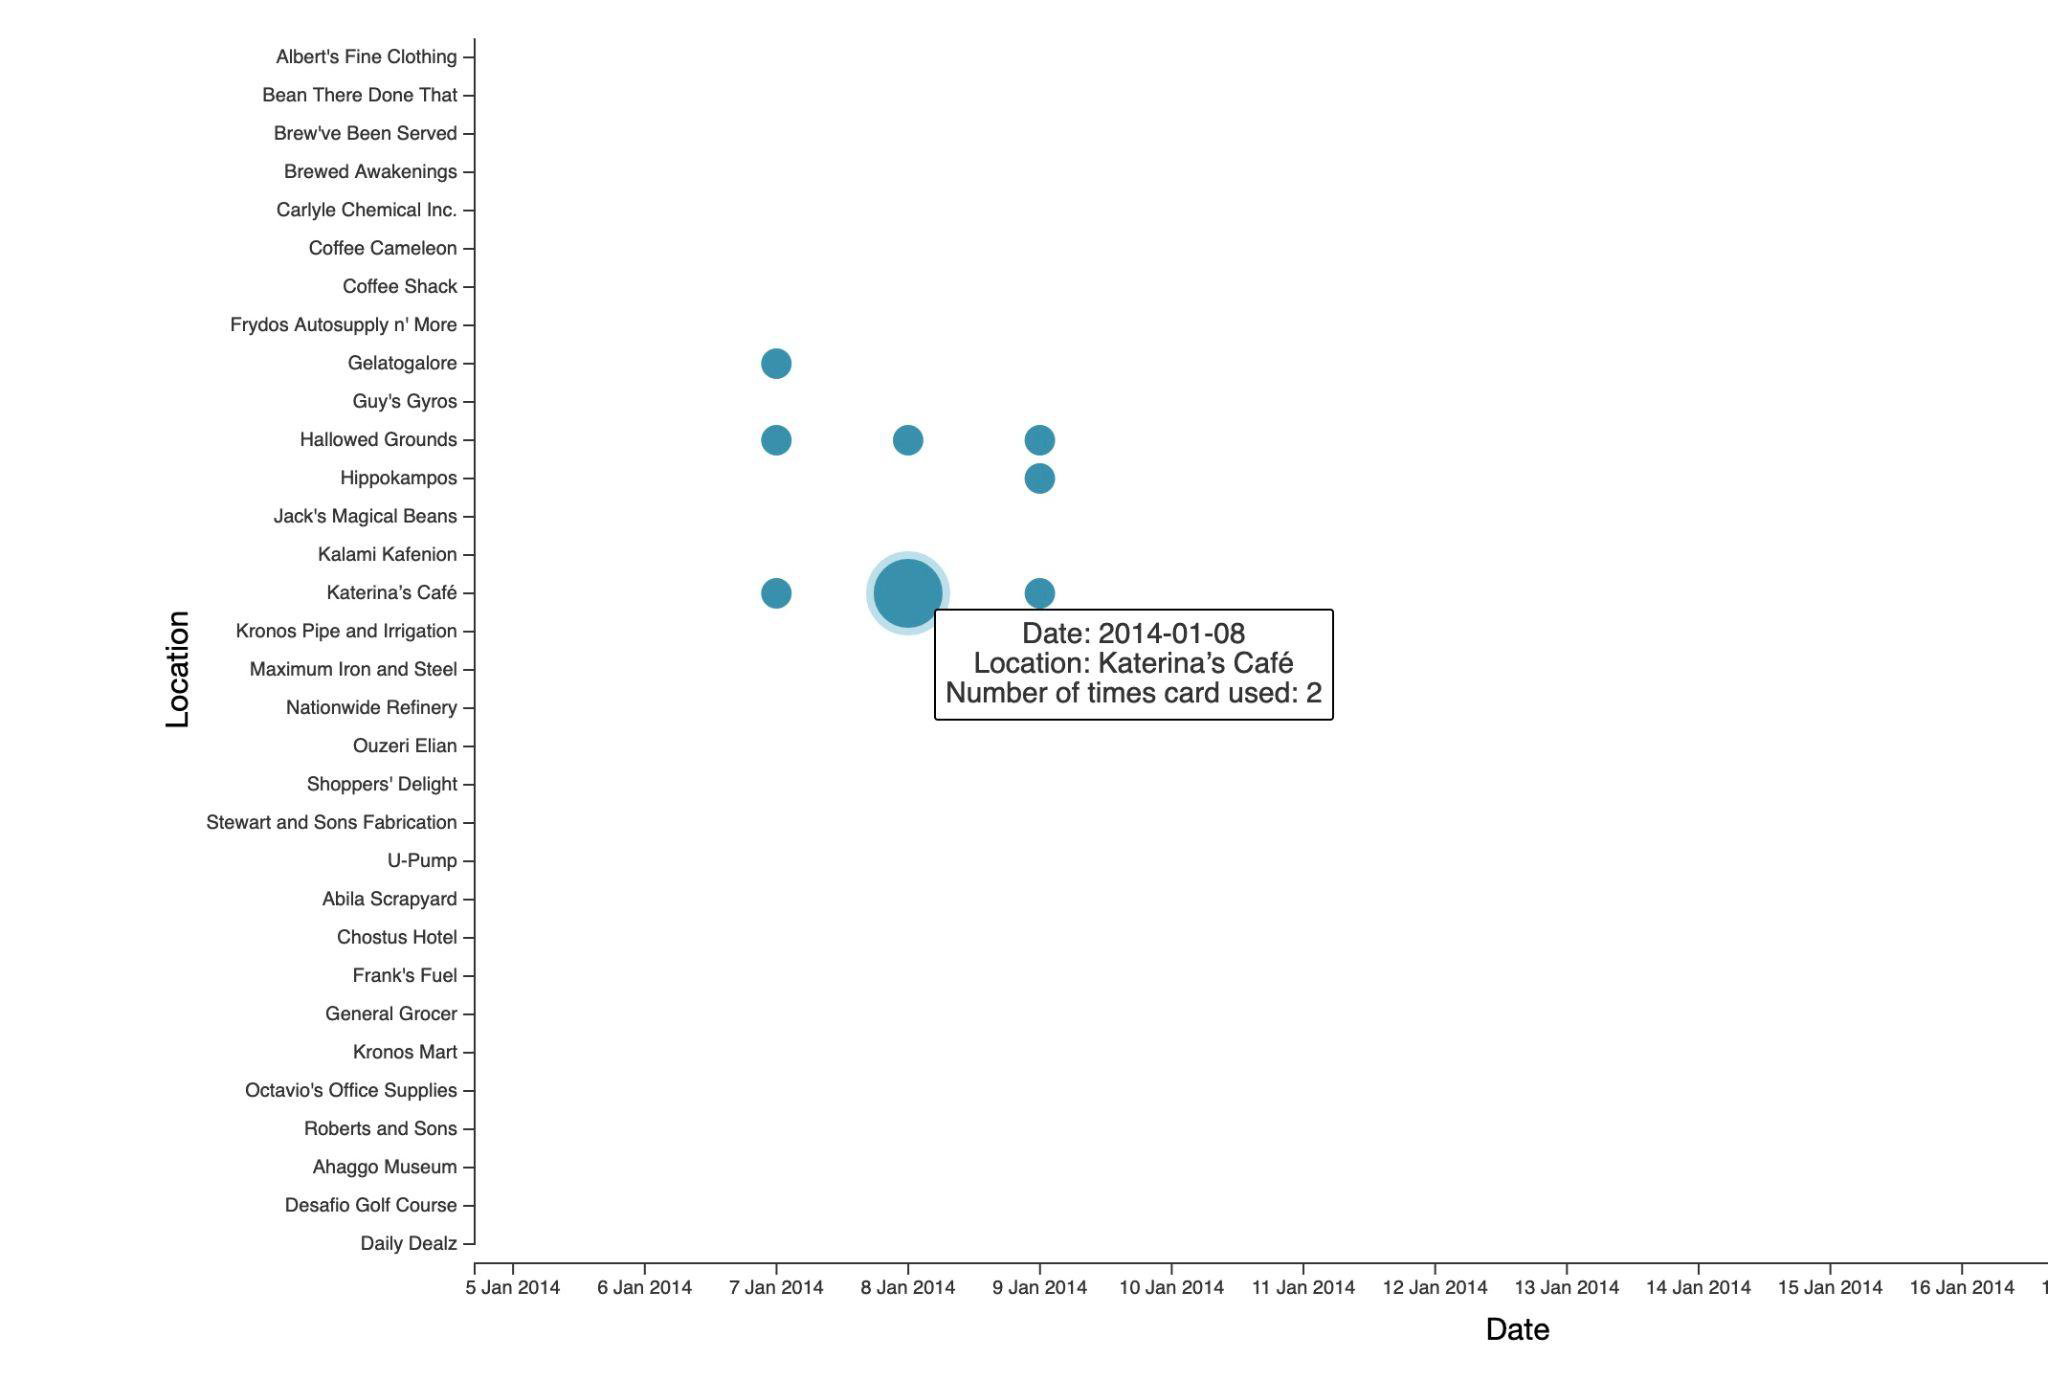 Albert's Fine Clothing
Bean There Done That
Brew've Been Served
Brewed Awakenings
Carlyle Chemical Inc.
Coffee Cameleon
Coffee Shack
Frydos Autosupply n' More
Gelatogalore
Guy's Gyros
Hallowed Grounds
Hippokampos
Jack's Magical Beans
Kalami Kafenion
Katerina’s Café
Kronos Pipe and Irrigation
Maximum Iron and Steel
Nationwide Refinery
Ouzeri Elian
Shoppers' Delight
Stewart and Sons Fabrication
U-Pump
Abila Scrapyard
Chostus Hotel
Frank's Fuel
General Grocer
Kronos Mart
Octavio's Office Supplies
Roberts and Sons
Ahaggo Museum
Desafio Golf Course
Daily Dealz
Location
Date: 2014-01-08
Location: Katerina’s Café
Number of times card used: 2
5 Jan 2014 6 Jan 2014 7 Jan 2014 8 Jan 2014 9 Jan 2014 10 Jan 2014 11 Jan 2014 12 Jan 2014 13 Jan 2014 14 Jan 2014 15 Jan 2014 16 Jan 2014
Date